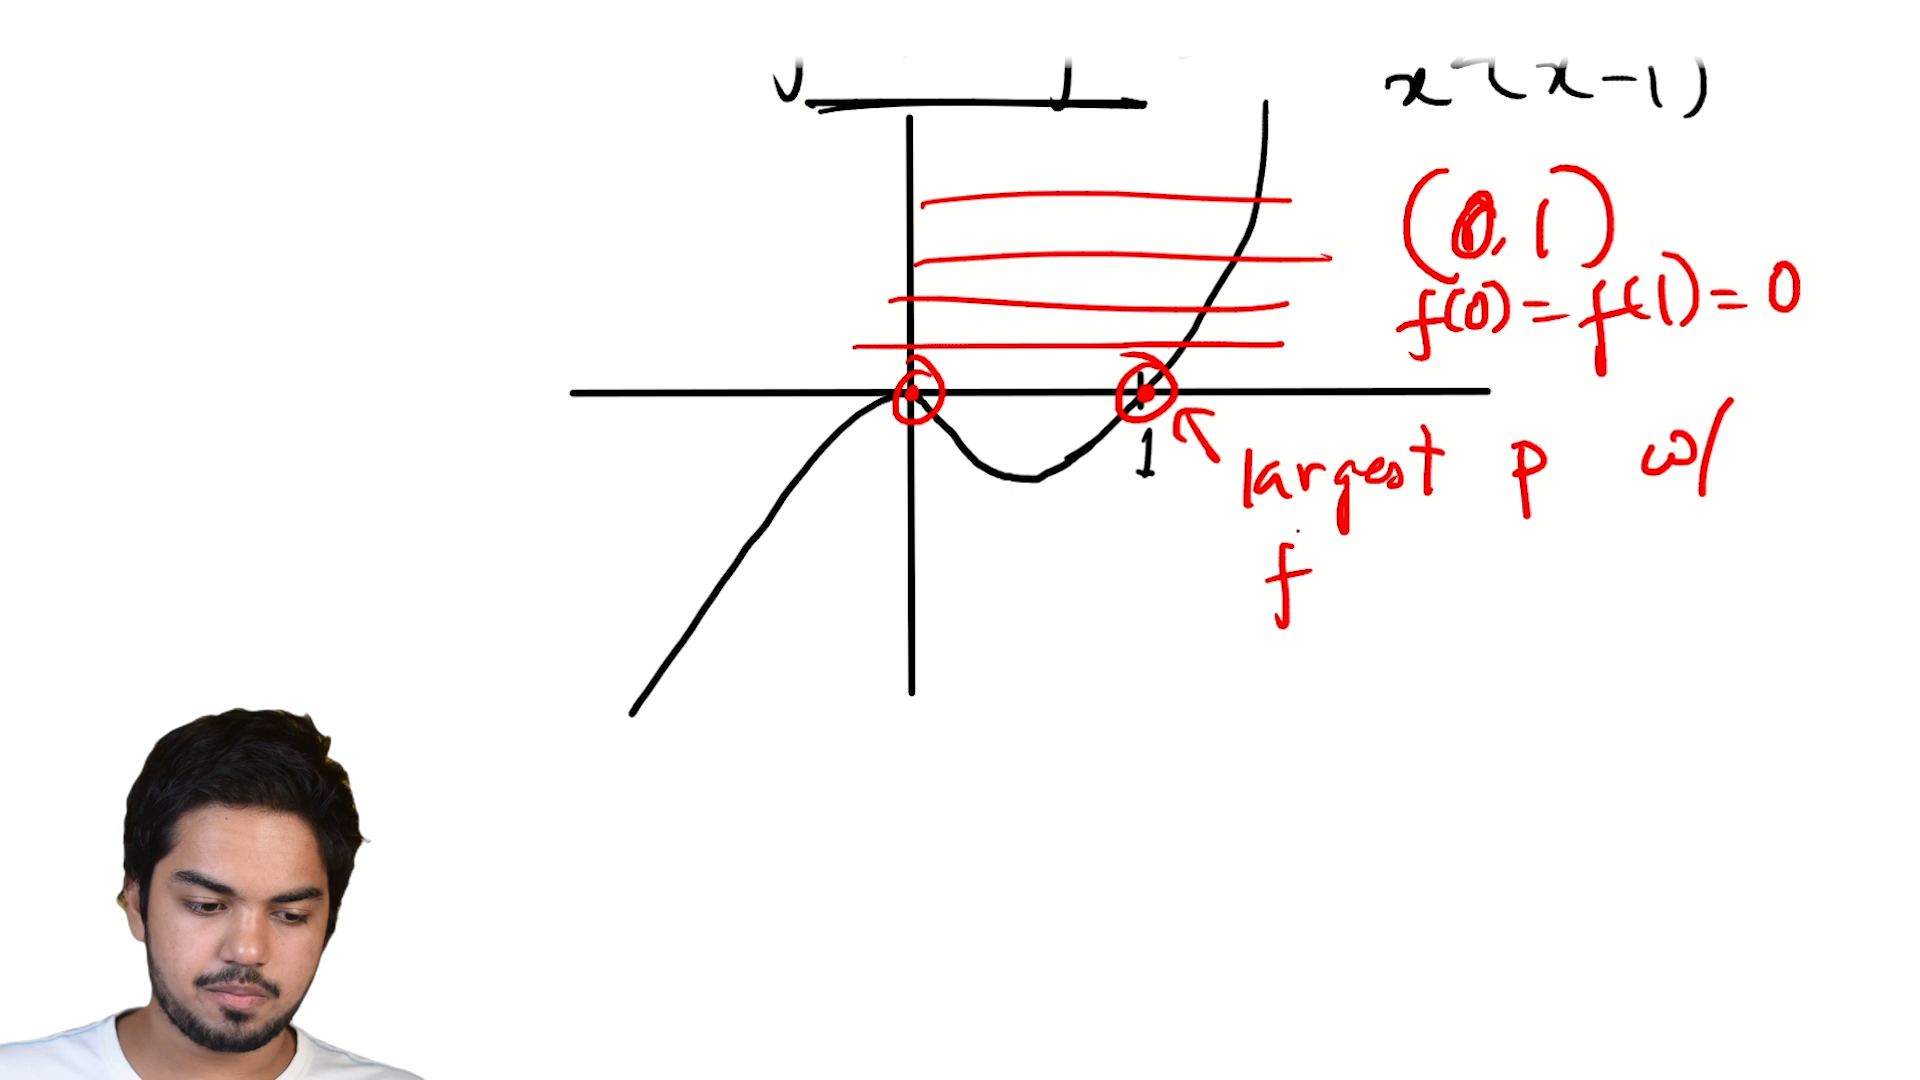 x²(x-1)
(0,1)
f(0) = f(1) = 0
1
largest p w/
f